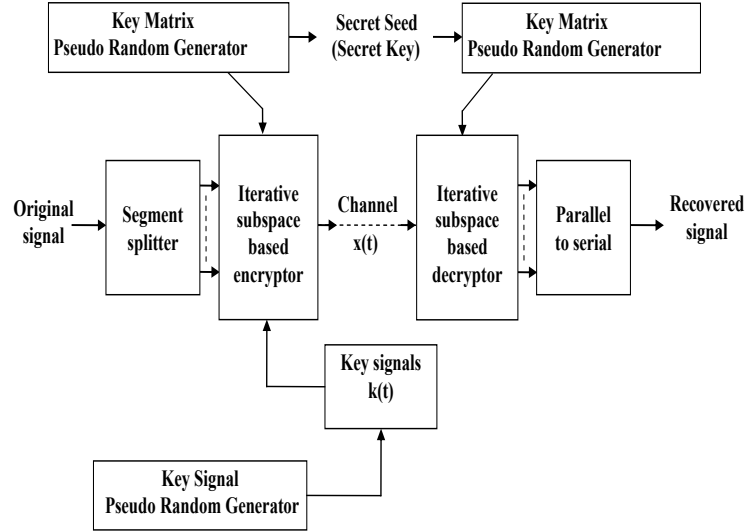 Key Matrix
Pseudo Random Generator
Secret Seed
(Secret Key)
Key Matrix
Pseudo Random Generator
Original
signal
Segment
splitter
Iterative
subspace
based
encryptor
Channel
x(t)
Iterative
subspace
based
decryptor
Parallel
to serial
Recovered
signal
Key signals
k(t)
Key Signal
Pseudo Random Generator